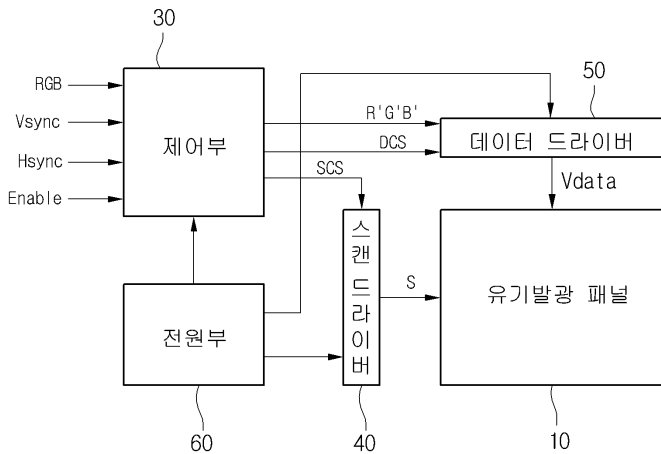 30
RGB
Vsync
Hsync
Enable
제어부
R'G'B'
DCS
SCS
50
데이터 드라이버
Vdata
스캔 드라이버
S
유기발광 패널
전원부
60
40
10